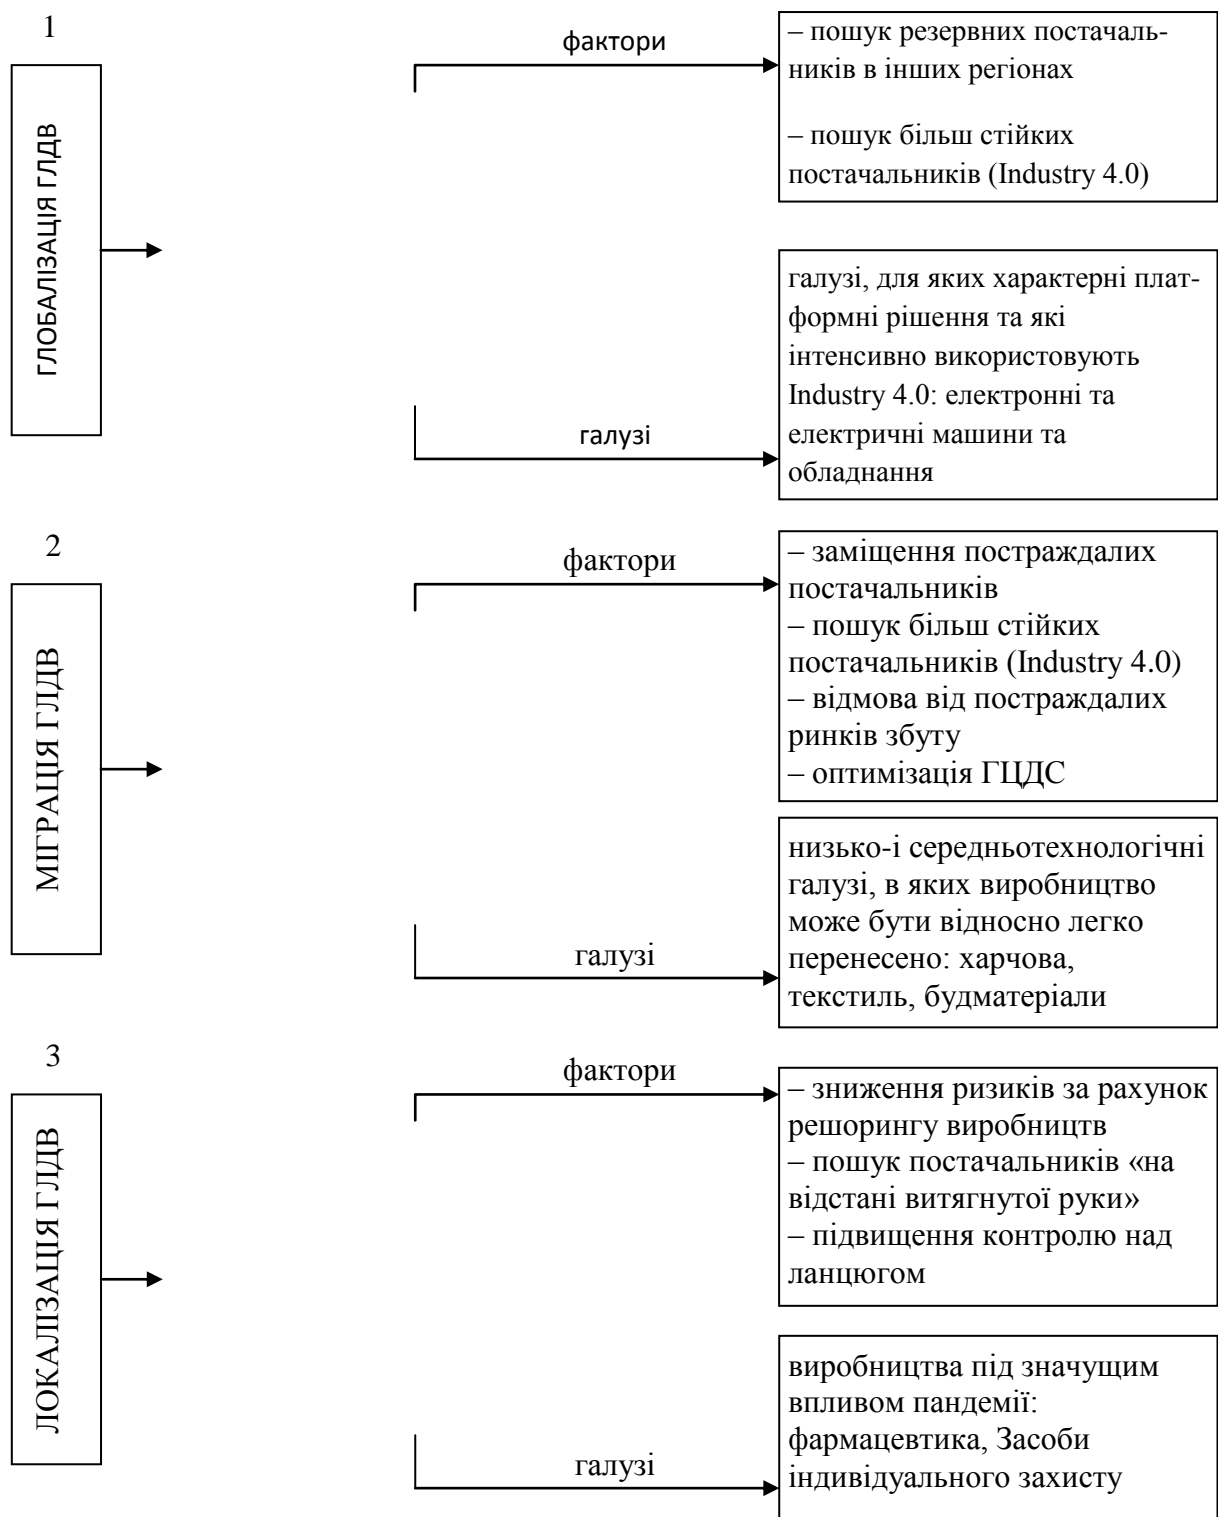 1
ГЛОБАЛІЗАЦІЯ ГЛДВ
фактори
– пошук резервних постачаль-
ників в інших регіонах
– пошук більш стійких
постачальників (Industry 4.0)
галузі
галузі, для яких характерні плат-
формні рішення та які
інтенсивно використовують
Industry 4.0: електронні та
електричні машини та
обладнання
2
МІГРАЦІЯ ГЛДВ
фактори
– заміщення постраждалих
постачальників
– пошук більш стійких
постачальників (Industry 4.0)
– відмова від постраждалих
ринків збуту
– оптимізація ГЦДС
галузі
низько-і середньотехнологічні
галузі, в яких виробництво
може бути відносно легко
перенесено: харчова,
текстиль, будматеріали
3
ЛОКАЛІЗАЦІЯ ГЛДВ
фактори
– зниження ризиків за рахунок
решорингу виробництв
– пошук постачальників «на
відстані витягнутої руки»
– підвищення контролю над
ланцюгом
галузі
виробництва під значущим
впливом пандемії:
фармацевтика, Засоби
індивідуального захисту